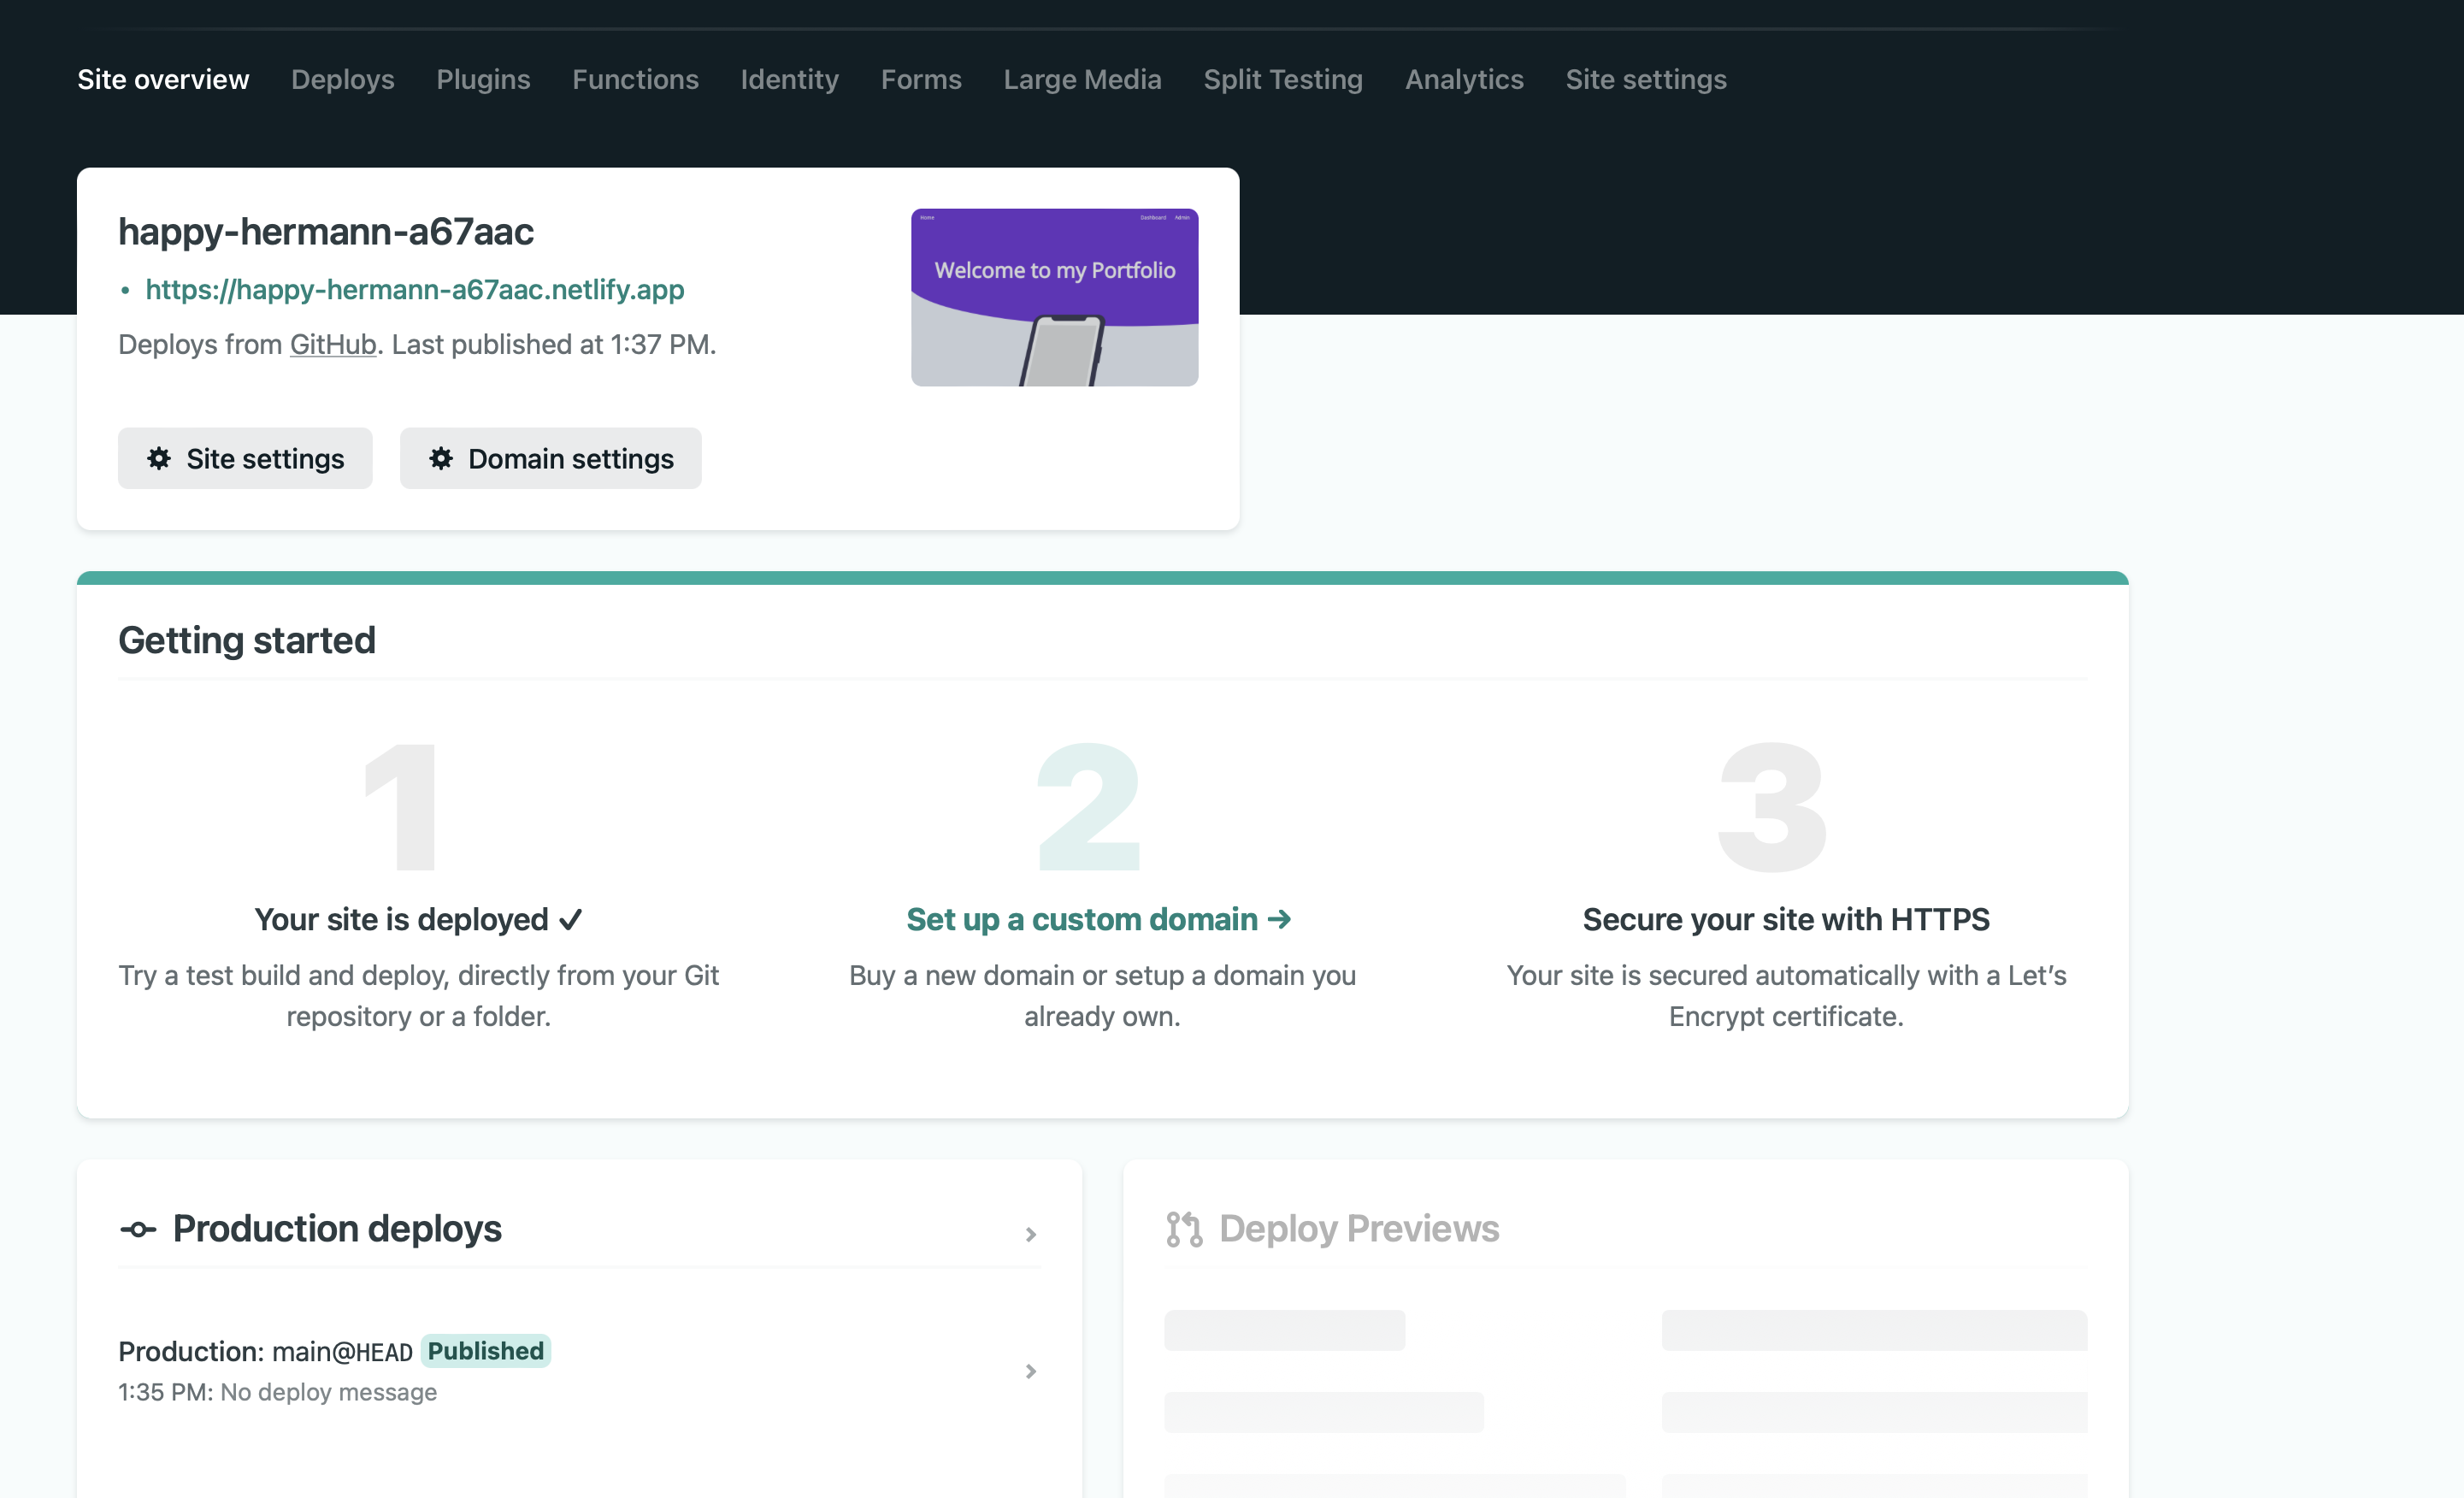 Site overview Deploys Plugins Functions Identity Forms Large Media Split Testing Analytics Site settings
happy-hermann-a67aac
• https://happy-hermann-a67aac.netlify.app
Deploys from GitHub. Last published at 1:37 PM.
Home Dashboard Admin
Welcome to my Portfolio
Site settings Domain settings
Getting started
1
Your site is deployed ✓
Try a test build and deploy, directly from your Git
repository or a folder.
2
Set up a custom domain →
Buy a new domain or setup a domain you
already own.
3
Secure your site with HTTPS
Your site is secured automatically with a Let’s
Encrypt certificate.
Production deploys
Production: main@HEAD Published
1:35 PM: No deploy message
Deploy Previews